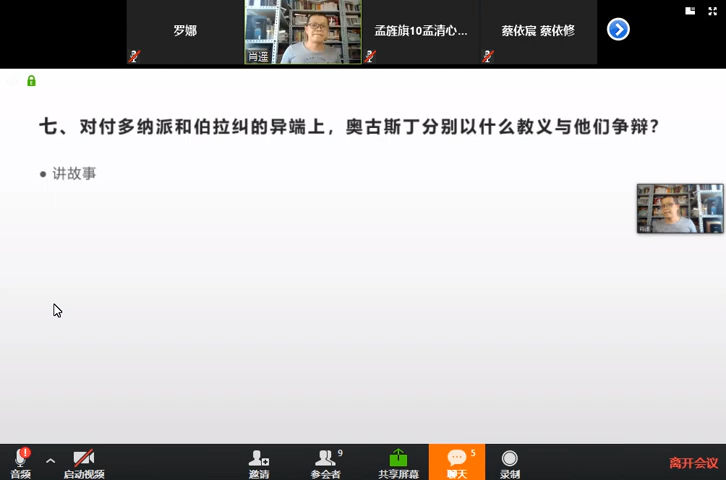 罗娜
肖遥
孟旌旗10孟清心...
蔡依宸 蔡依修
七、对付多纳派和伯拉纠的异端上，奥古斯丁分别以什么教义与他们争辩？
• 讲故事
肖遥
音频
启动视频
邀请
9
参会者
共享屏幕
5
聊天
录制
离开会议